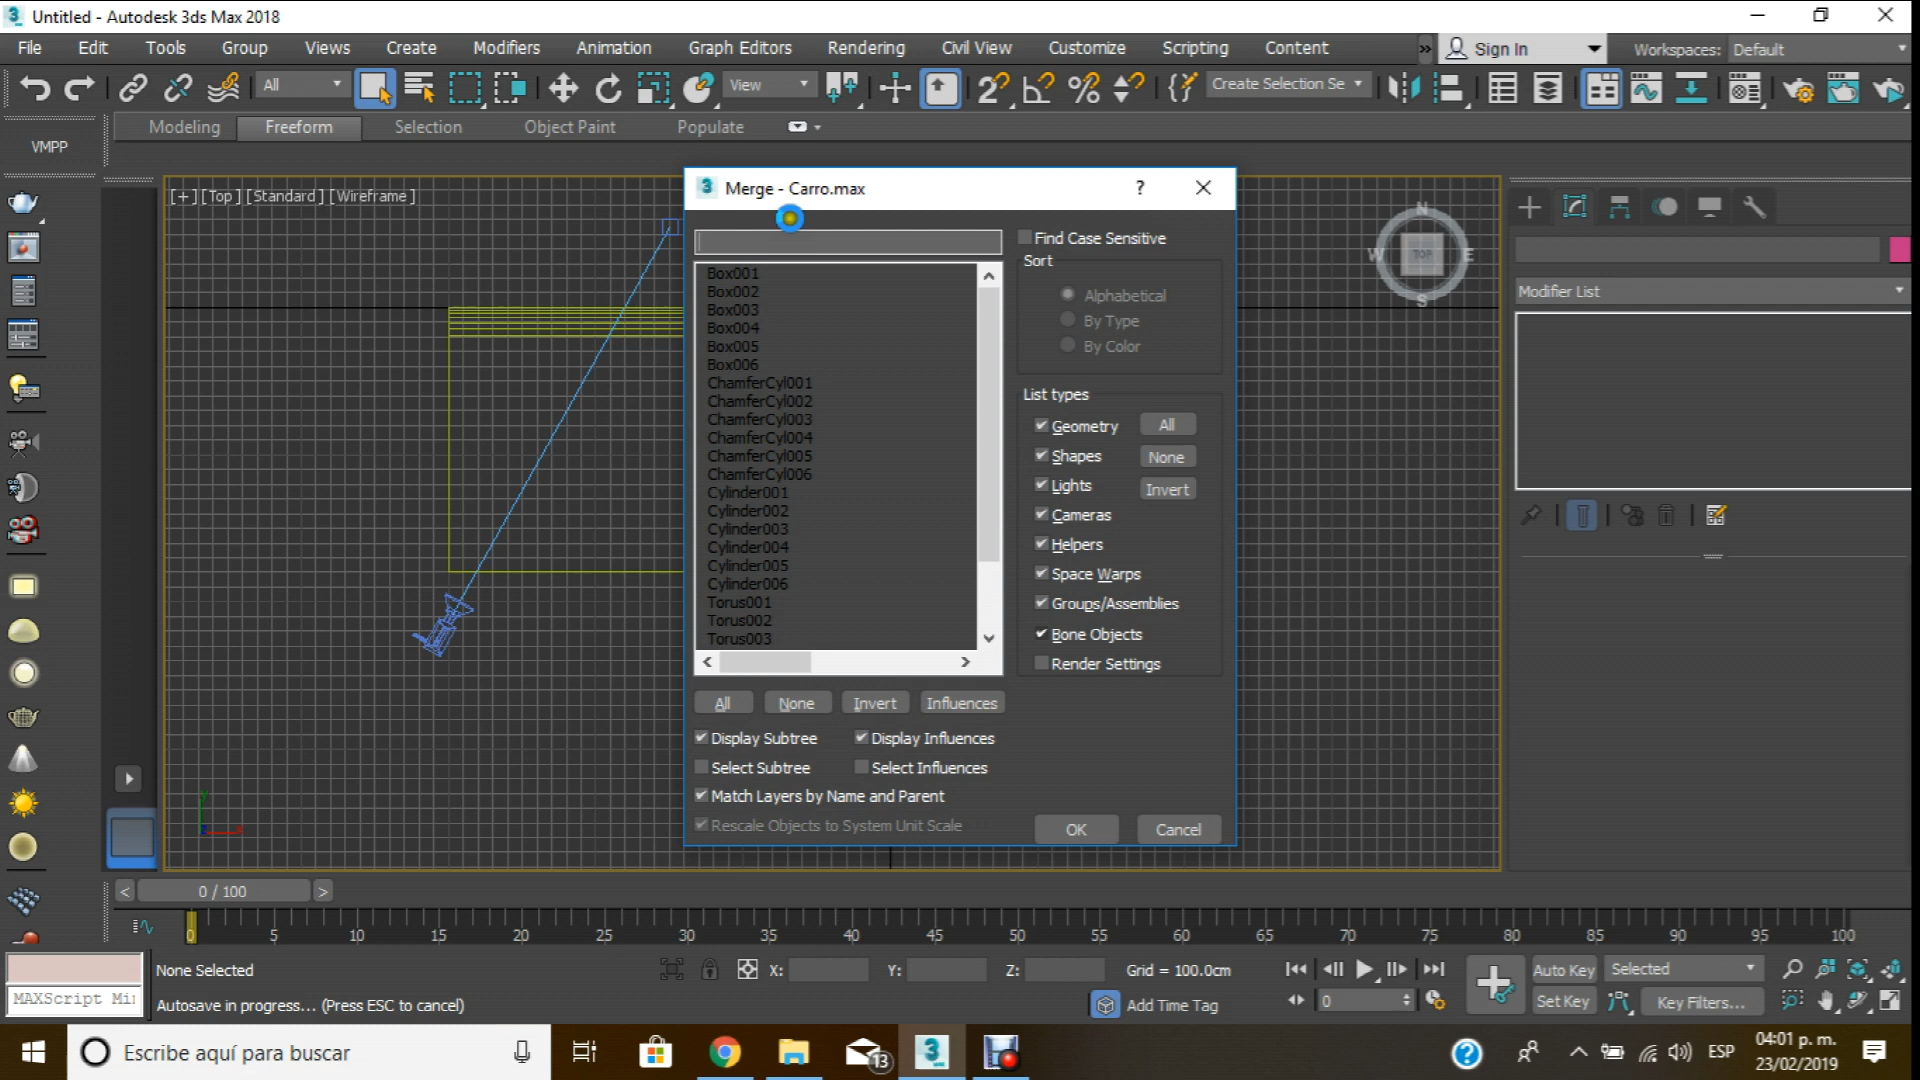 Untitled - Autodesk 3ds Max 2018
File Edit Tools Group Views Create Modifiers Animation Graph Editors Rendering Civil View Customize Scripting Content
Sign In
Workspaces: Default
All
View
Create Selection Se
Modeling Freeform Selection Object Paint Populate
VMPP
[+] [Top] [Standard] [Wireframe]
Merge - Carro.max
?
Find Case Sensitive
Sort
Alphabetical
By Type
By Color
Box001
Box002
Box003
Box004
Box005
Box006
ChamferCyl001
ChamferCyl002
ChamferCyl003
ChamferCyl004
ChamferCyl005
ChamferCyl006
Cylinder001
Cylinder002
Cylinder003
Cylinder004
Cylinder005
Cylinder006
Torus001
Torus002
Torus003
List types
Geometry All
Shapes None
Lights Invert
Cameras
Helpers
Space Warps
Groups/Assemblies
Bone Objects
Render Settings
All None Invert Influences
Display Subtree Display Influences
Select Subtree Select Influences
Match Layers by Name and Parent
Rescale Objects to System Unit Scale
OK Cancel
N
W TOP E
S
Modifier List
0 / 100
0 5 10 15 20 25 30 35 40 45 50 55 60 65 70 75 80 85 90 95 100
None Selected
X: Y: Z: Grid = 100.0cm
Auto Key Selected
MAXScript Mi
Autosave in progress... (Press ESC to cancel)
Add Time Tag
0
Set Key Key Filters...
Escribe aquí para buscar
13
ESP
04:01 p. m.
23/02/2019